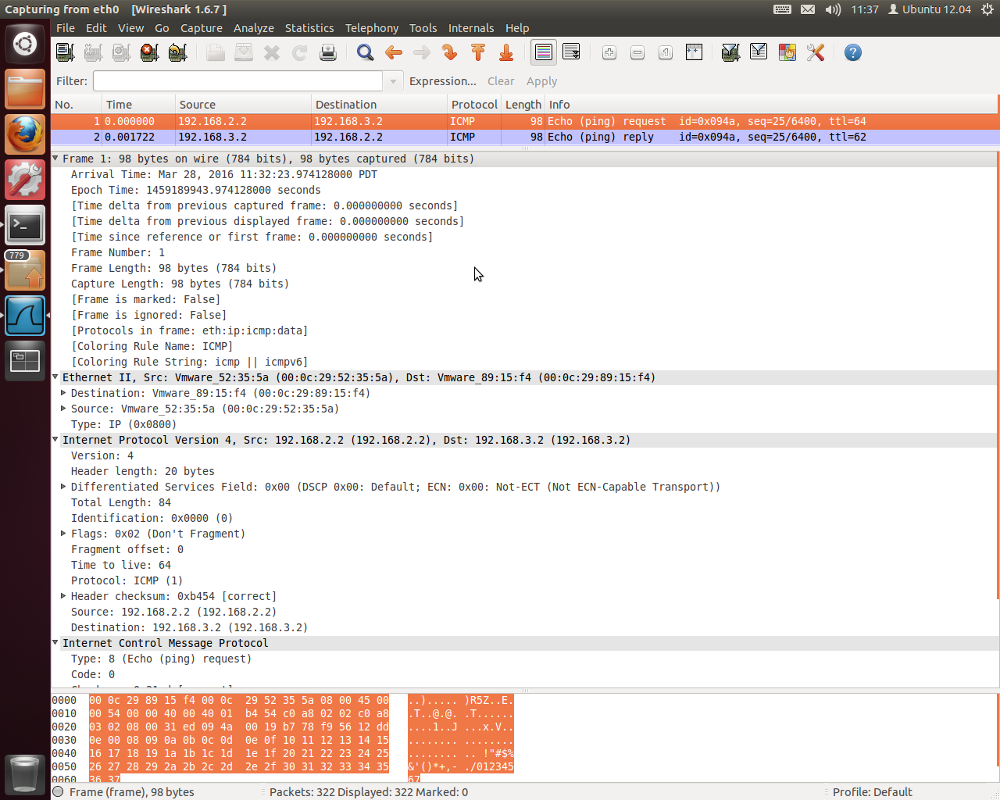 Capturing from eth0   [Wireshark 1.6.7 ]
11:37 Ubuntu 12.04
File Edit View Go Capture Analyze Statistics Telephony Tools Internals Help
Filter: Expression... Clear Apply
No. Time Source Destination Protocol Length Info
1 0.000000 192.168.2.2 192.168.3.2 ICMP 98 Echo (ping) request  id=0x094a, seq=25/6400, ttl=64
2 0.001722 192.168.3.2 192.168.2.2 ICMP 98 Echo (ping) reply    id=0x094a, seq=25/6400, ttl=62
Frame 1: 98 bytes on wire (784 bits), 98 bytes captured (784 bits)
Arrival Time: Mar 28, 2016 11:32:23.974128000 PDT
Epoch Time: 1459189943.974128000 seconds
[Time delta from previous captured frame: 0.000000000 seconds]
[Time delta from previous displayed frame: 0.000000000 seconds]
[Time since reference or first frame: 0.000000000 seconds]
Frame Number: 1
Frame Length: 98 bytes (784 bits)
Capture Length: 98 bytes (784 bits)
[Frame is marked: False]
[Frame is ignored: False]
[Protocols in frame: eth:ip:icmp:data]
[Coloring Rule Name: ICMP]
[Coloring Rule String: icmp || icmpv6]
Ethernet II, Src: Vmware_52:35:5a (00:0c:29:52:35:5a), Dst: Vmware_89:15:f4 (00:0c:29:89:15:f4)
Destination: Vmware_89:15:f4 (00:0c:29:89:15:f4)
Source: Vmware_52:35:5a (00:0c:29:52:35:5a)
Type: IP (0x0800)
Internet Protocol Version 4, Src: 192.168.2.2 (192.168.2.2), Dst: 192.168.3.2 (192.168.3.2)
Version: 4
Header length: 20 bytes
Differentiated Services Field: 0x00 (DSCP 0x00: Default; ECN: 0x00: Not-ECT (Not ECN-Capable Transport))
Total Length: 84
Identification: 0x0000 (0)
Flags: 0x02 (Don't Fragment)
Fragment offset: 0
Time to live: 64
Protocol: ICMP (1)
Header checksum: 0xb454 [correct]
Source: 192.168.2.2 (192.168.2.2)
Destination: 192.168.3.2 (192.168.3.2)
Internet Control Message Protocol
Type: 8 (Echo (ping) request)
Code: 0
779
0000 00 0c 29 89 15 f4 00 0c  29 52 35 5a 08 00 45 00 ..)..... )R5Z..E.
0010 00 54 00 00 40 00 40 01  b4 54 c0 a8 02 02 c0 a8 .T..@.@. .T......
0020 03 02 08 00 31 ed 09 4a  00 19 b7 78 f9 56 12 dd ....1..J ...x.V..
0030 0e 00 08 09 0a 0b 0c 0d  0e 0f 10 11 12 13 14 15 ........ ........
0040 16 17 18 19 1a 1b 1c 1d  1e 1f 20 21 22 23 24 25 ........ .. !"#$%
0050 26 27 28 29 2a 2b 2c 2d  2e 2f 30 31 32 33 34 35 &'()*+,- ./012345
0060 36 37 67
Frame (frame), 98 bytes Packets: 322 Displayed: 322 Marked: 0 Profile: Default